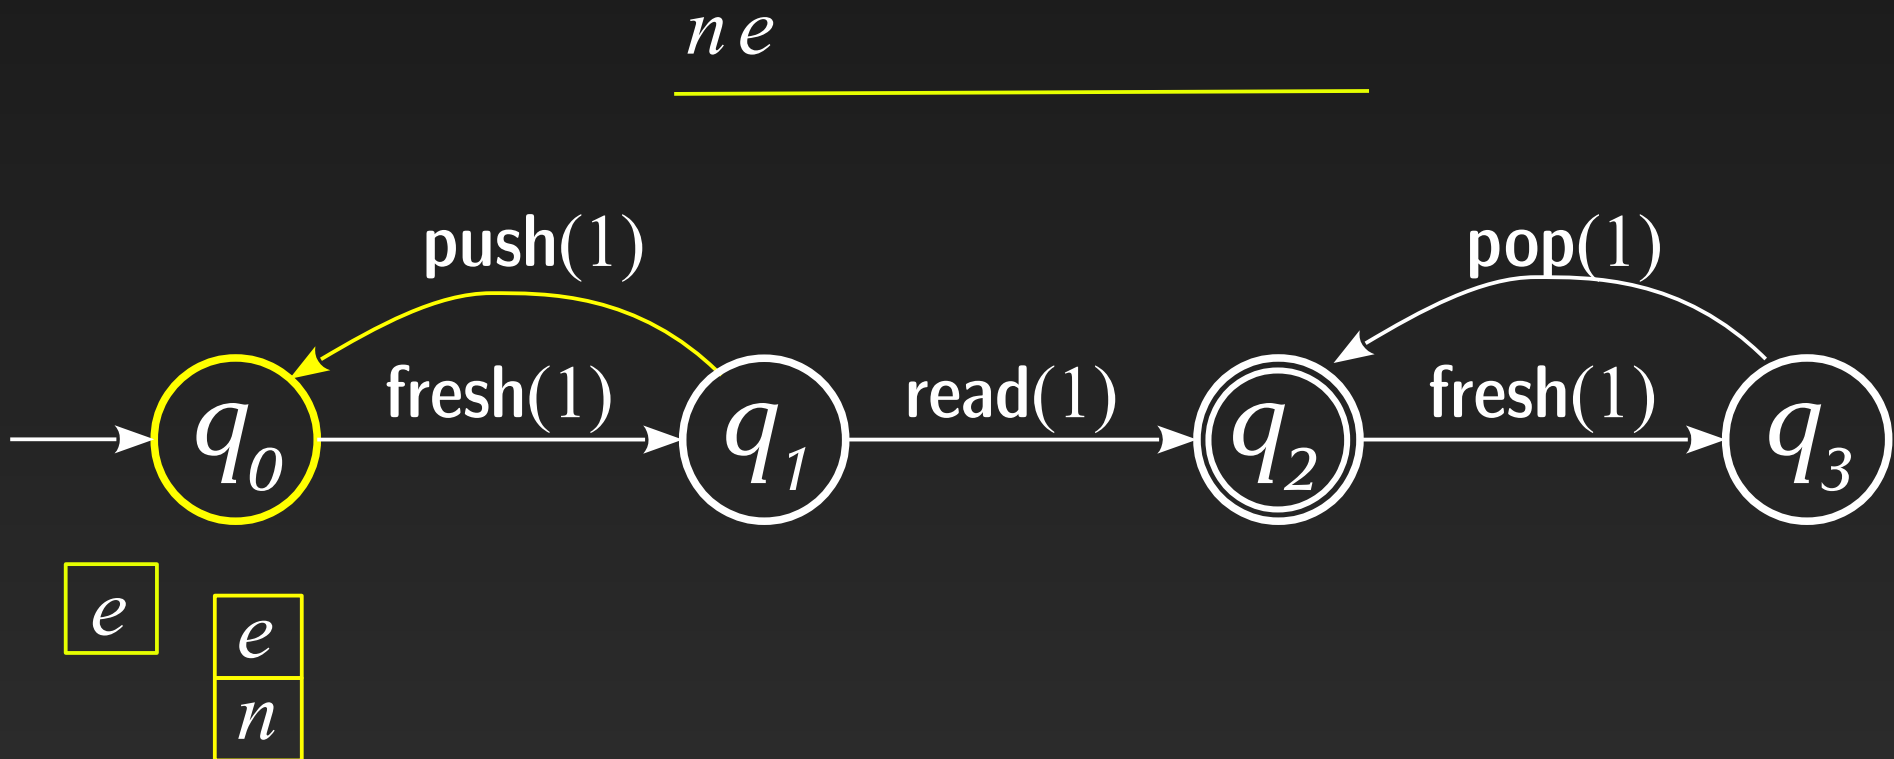 n e
push(1) pop(1)
fresh(1) read(1) fresh(1)
q0 q1 q2 q3
e
e
n